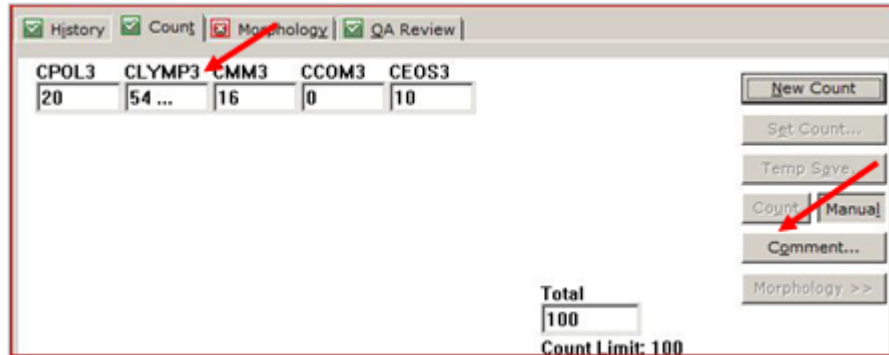 History Count Morphology QA Review
CPOL3 CLYMP3 CMM3 CCOM3 CEOS3
20 54 ... 16 0 10
New Count
Set Count...
Temp Save...
Count Manual
Comment...
Morphology >>
Total
100
Count Limit: 100